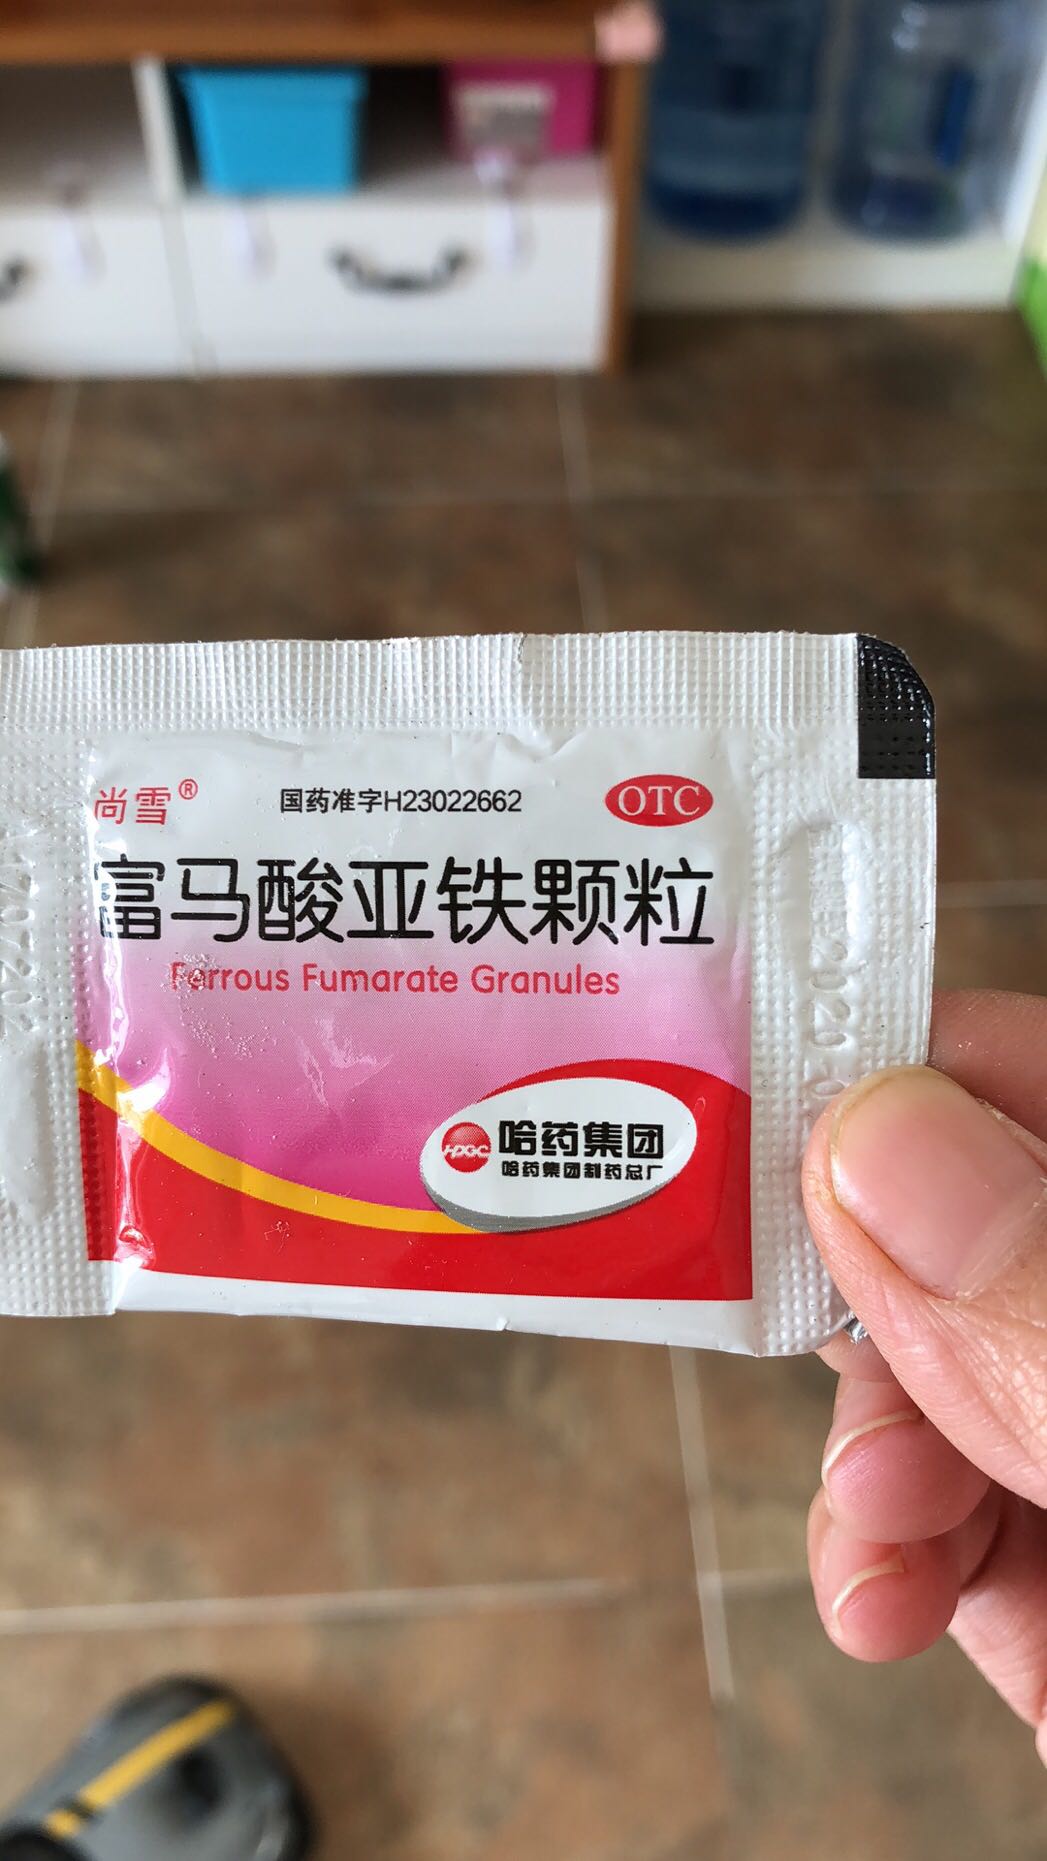 尚雪®
国药准字H23022662
OTC
富马酸亚铁颗粒
Ferrous Fumarate Granules
HPGC
哈药集团
哈药集团制药总厂